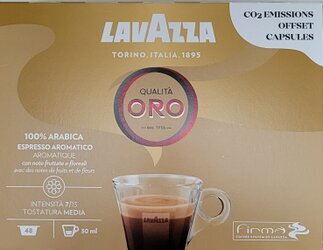 LAVAZZA
TORINO, ITALIA, 1895
CO2 EMISSIONS
OFFSET
CAPSULES
QUALITÀ
ORO
100% ARABICA
ESPRESSO AROMATICO
AROMATIQUE
con note fruttate e floreali
avec des notes de fruits et de fleurs
INTENSITÀ 7/13
TOSTATURA MEDIA
48
50 ml
LAVAZZA
firma